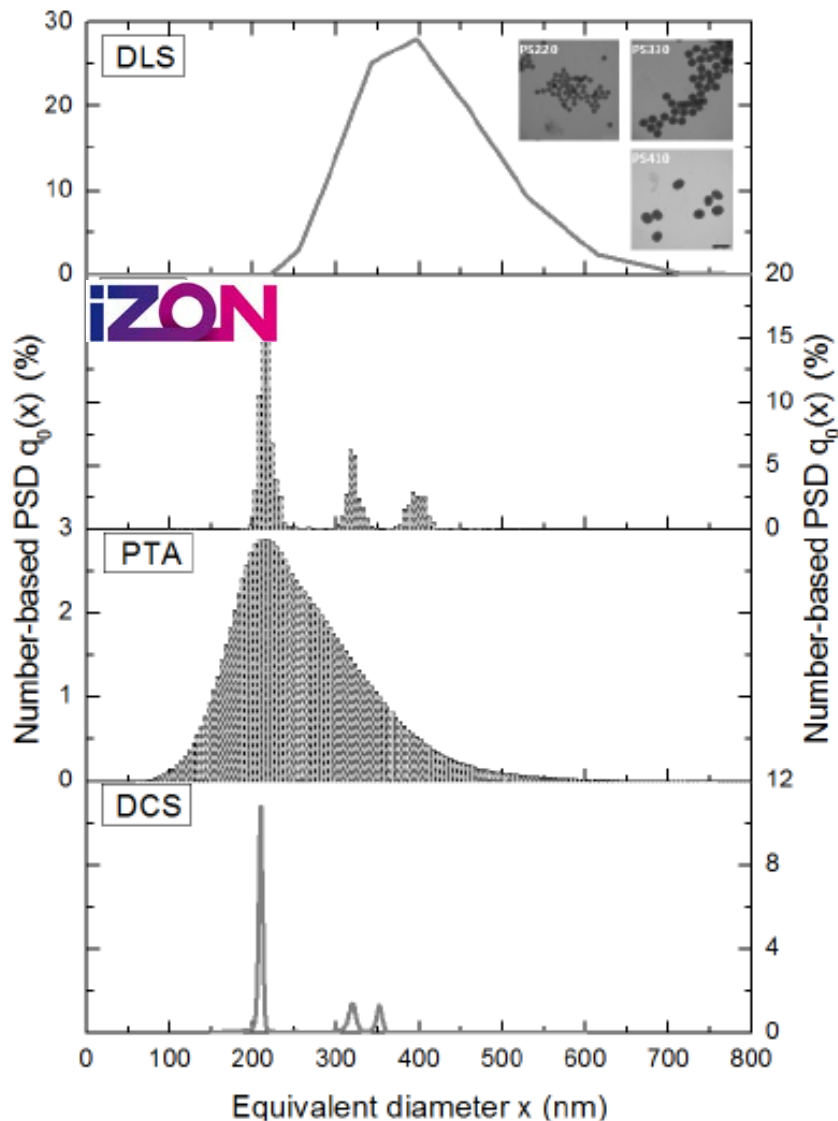 30
DLS
PS220
PS330
PS410
20
10
0
20
iZON
15
10
5
0
3
PTA
2
1
0
12
DCS
8
4
0
0 100 200 300 400 500 600 700 800
Equivalent diameter x (nm)
Number-based PSD q0(x) (%)
Number-based PSD q0(x) (%)